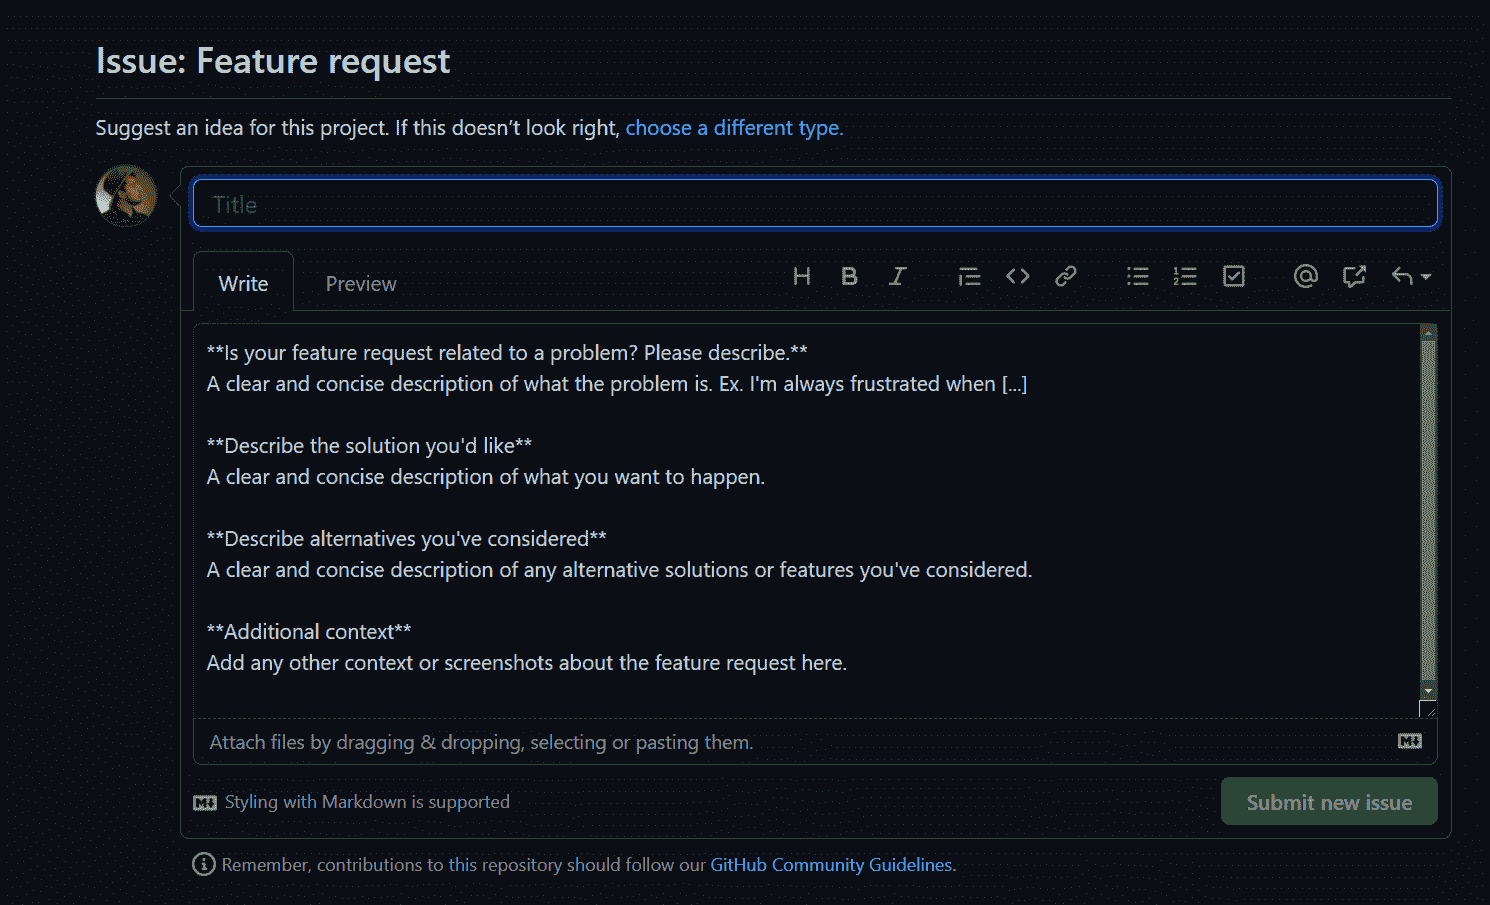 Issue: Feature request
Suggest an idea for this project. If this doesn’t look right, choose a different type.
Title
Write Preview
**Is your feature request related to a problem? Please describe.**
A clear and concise description of what the problem is. Ex. I'm always frustrated when [...]
**Describe the solution you'd like**
A clear and concise description of what you want to happen.
**Describe alternatives you've considered**
A clear and concise description of any alternative solutions or features you've considered.
**Additional context**
Add any other context or screenshots about the feature request here.
Attach files by dragging & dropping, selecting or pasting them.
Styling with Markdown is supported
Submit new issue
Remember, contributions to this repository should follow our GitHub Community Guidelines.